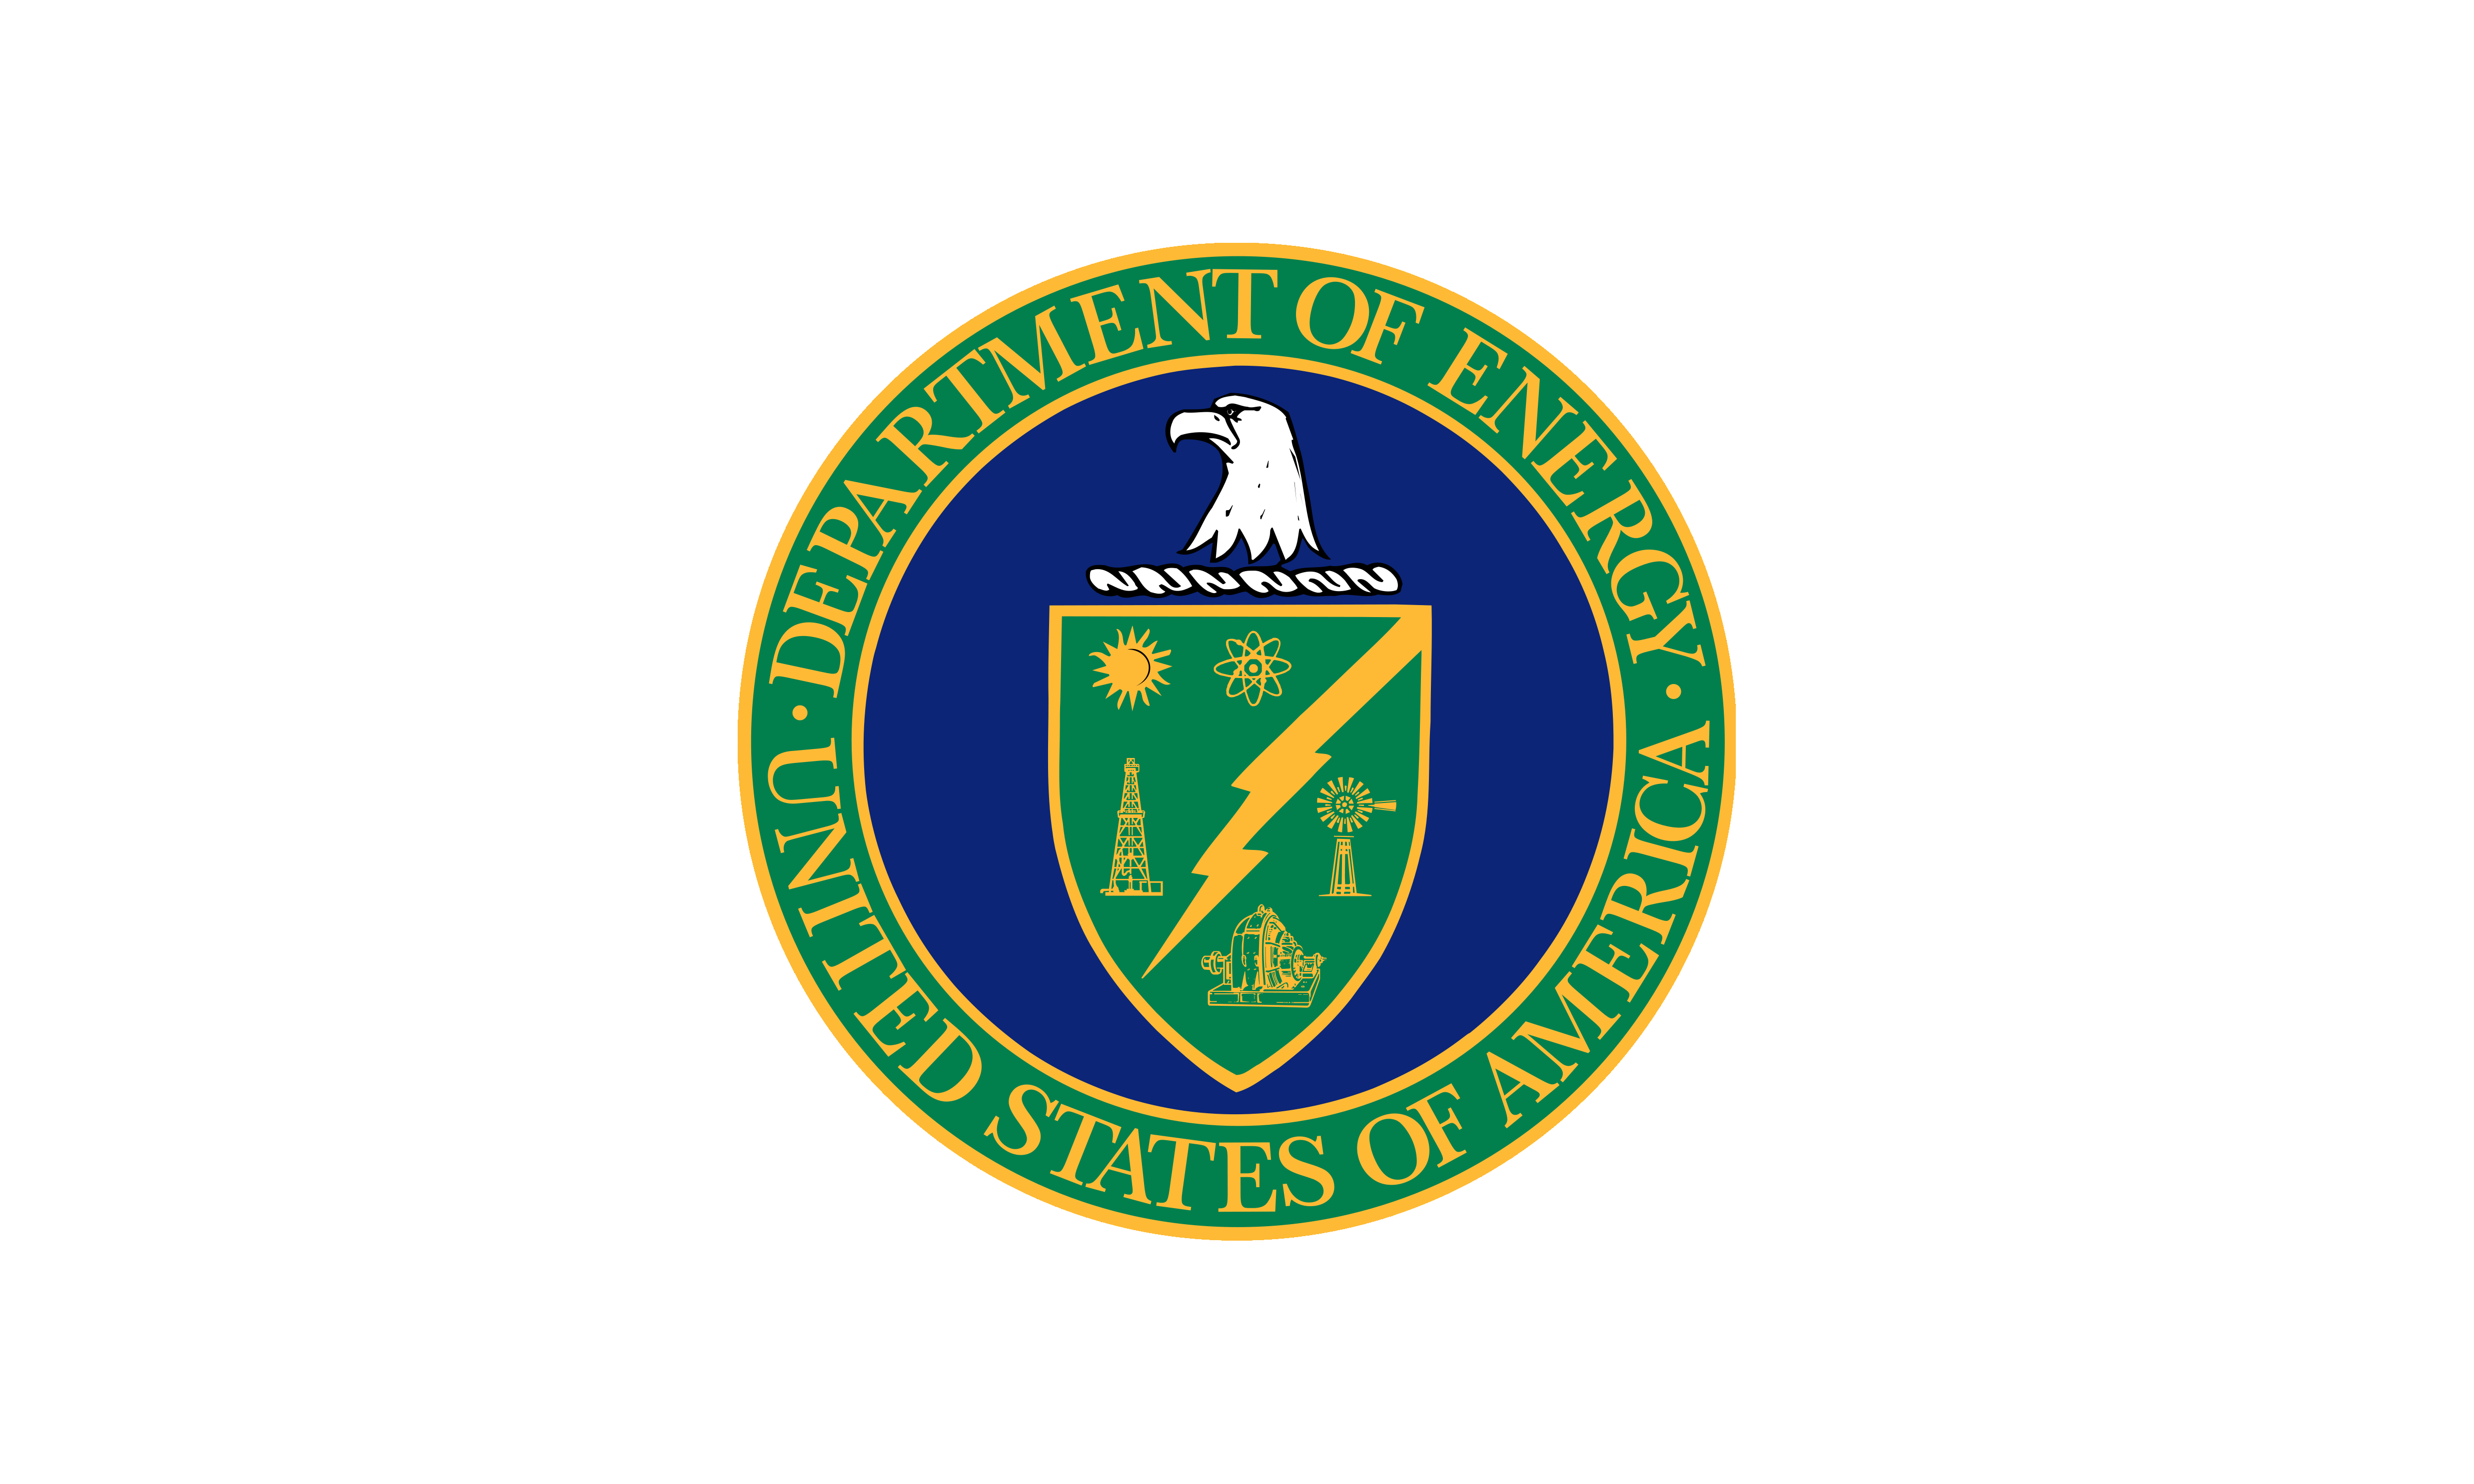 DEPARTMENT OF ENERGY
UNITED STATES OF AMERICA